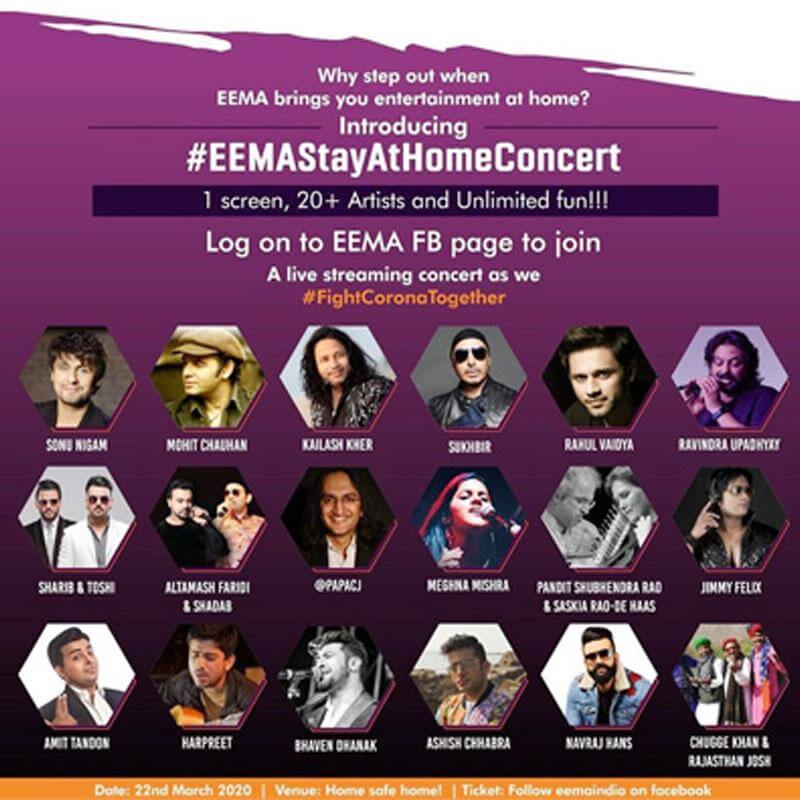 Why step out when
EEMA brings you entertainment at home?
Introducing
#EEMAStayAtHomeConcert
1 screen, 20+ Artists and Unlimited fun!!!
Log on to EEMA FB page to join
A live streaming concert as we
#FightCoronaTogether
SONU NIGAM
MOHIT CHAUHAN
KAILASH KHER
SUKHBIR
RAHUL VAIDYA
RAVINDRA UPADHYAY
SHARIB & TOSHI
ALTAMASH FARIDI
& SHADAB
@PAPACJ
MEGHNA MISHRA
PANDIT SHUBHENDRA RAO
& SASKIA RAO-DE HAAS
JIMMY FELIX
AMIT TANDON
HARPREET
BHAVEN DHANAK
ASHISH CHHABRA
NAVRAJ HANS
CHUGGE KHAN &
RAJASTHAN JOSH
Date: 22nd March 2020 | Venue: Home safe home! | Ticket: Follow eemaindia on facebook